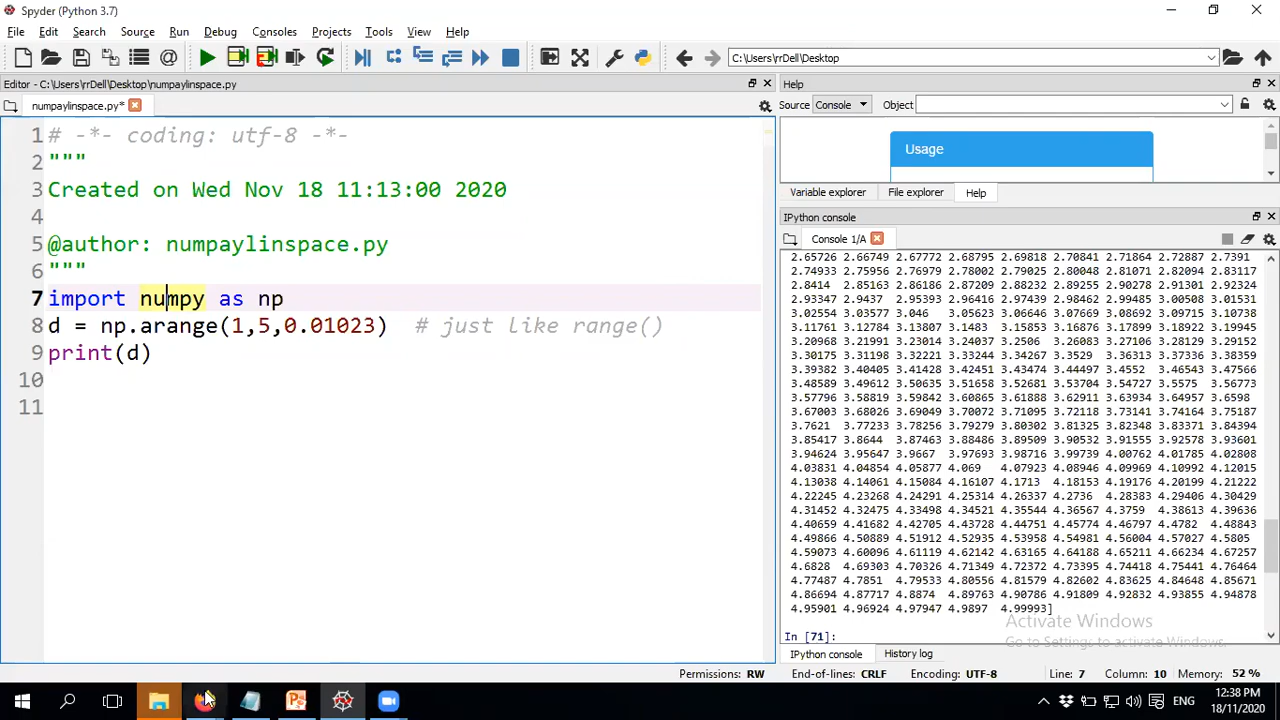 Spyder (Python 3.7)
File Edit Search Source Run Debug Consoles Projects Tools View Help
C:\Users\rrDell\Desktop
Editor - C:\Users\rrDell\Desktop\numpaylinspace.py
numpaylinspace.py*
1 # -*- coding: utf-8 -*-
2 """
3 Created on Wed Nov 18 11:13:00 2020
4
5 @author: numpaylinspace.py
6 """
7 import numpy as np
8 d = np.arange(1,5,0.01023)  # just like range()
9 print(d)
10
11
Help
Source Console Object
Usage
Variable explorer File explorer Help
IPython console
Console 1/A
2.65726 2.66749 2.67772 2.68795 2.69818 2.70841 2.71864 2.72887 2.7391
2.74933 2.75956 2.76979 2.78002 2.79025 2.80048 2.81071 2.82094 2.83117
2.8414 2.85163 2.86186 2.87209 2.88232 2.89255 2.90278 2.91301 2.92324
2.93347 2.9437 2.95393 2.96416 2.97439 2.98462 2.99485 3.00508 3.01531
3.02554 3.03577 3.046 3.05623 3.06646 3.07669 3.08692 3.09715 3.10738
3.11761 3.12784 3.13807 3.1483 3.15853 3.16876 3.17899 3.18922 3.19945
3.20968 3.21991 3.23014 3.24037 3.2506 3.26083 3.27106 3.28129 3.29152
3.30175 3.31198 3.32221 3.33244 3.34267 3.3529 3.36313 3.37336 3.38359
3.39382 3.40405 3.41428 3.42451 3.43474 3.44497 3.4552 3.46543 3.47566
3.48589 3.49612 3.50635 3.51658 3.52681 3.53704 3.54727 3.5575 3.56773
3.57796 3.58819 3.59842 3.60865 3.61888 3.62911 3.63934 3.64957 3.6598
3.67003 3.68026 3.69049 3.70072 3.71095 3.72118 3.73141 3.74164 3.75187
3.7621 3.77233 3.78256 3.79279 3.80302 3.81325 3.82348 3.83371 3.84394
3.85417 3.8644 3.87463 3.88486 3.89509 3.90532 3.91555 3.92578 3.93601
3.94624 3.95647 3.9667 3.97693 3.98716 3.99739 4.00762 4.01785 4.02808
4.03831 4.04854 4.05877 4.069 4.07923 4.08946 4.09969 4.10992 4.12015
4.13038 4.14061 4.15084 4.16107 4.1713 4.18153 4.19176 4.20199 4.21222
4.22245 4.23268 4.24291 4.25314 4.26337 4.2736 4.28383 4.29406 4.30429
4.31452 4.32475 4.33498 4.34521 4.35544 4.36567 4.3759 4.38613 4.39636
4.40659 4.41682 4.42705 4.43728 4.44751 4.45774 4.46797 4.4782 4.48843
4.49866 4.50889 4.51912 4.52935 4.53958 4.54981 4.56004 4.57027 4.5805
4.59073 4.60096 4.61119 4.62142 4.63165 4.64188 4.65211 4.66234 4.67257
4.6828 4.69303 4.70326 4.71349 4.72372 4.73395 4.74418 4.75441 4.76464
4.77487 4.7851 4.79533 4.80556 4.81579 4.82602 4.83625 4.84648 4.85671
4.86694 4.87717 4.8874 4.89763 4.90786 4.91809 4.92832 4.93855 4.94878
4.95901 4.96924 4.97947 4.9897 4.99993]
Activate Windows
Go to Settings to activate Windows.
In [71]:
IPython console History log
Permissions: RW End-of-lines: CRLF Encoding: UTF-8 Line: 7 Column: 10 Memory: 52 %
ENG
12:38 PM
18/11/2020